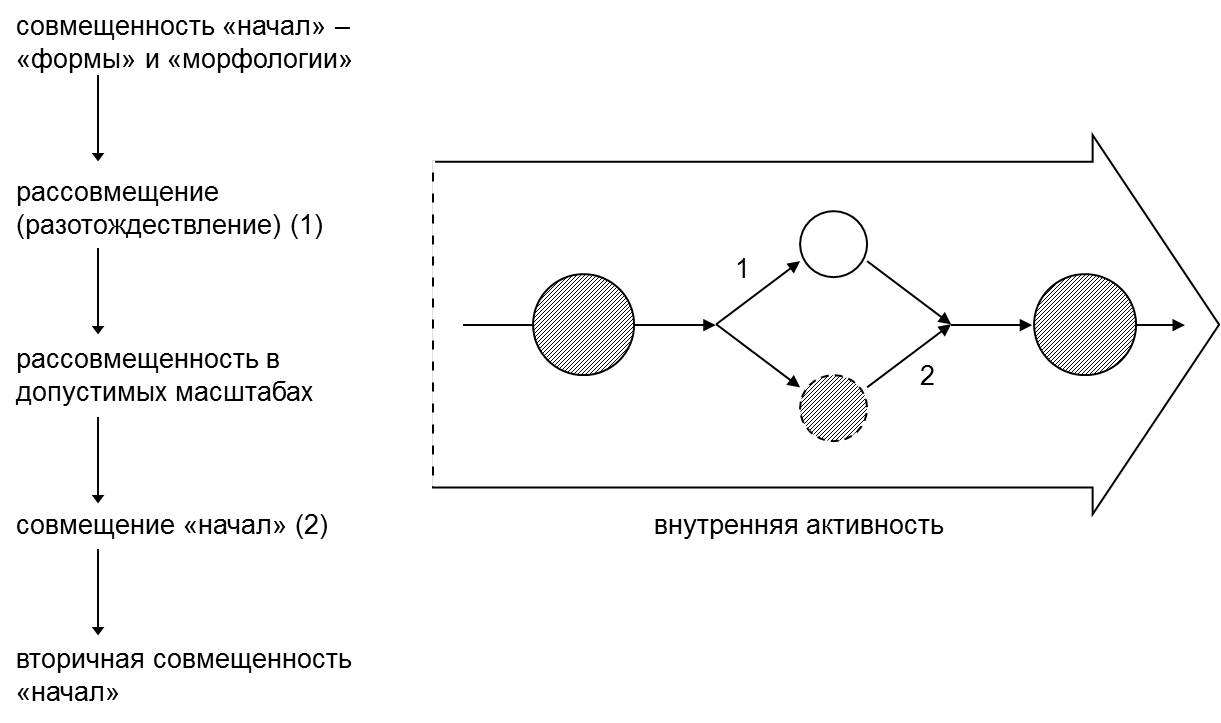 совмещенность «начал» –
«формы» и «морфологии»
рассовмещение
(разотождествление) (1)
рассовмещенность в
допустимых масштабах
совмещение «начал» (2)
вторичная совмещенность
«начал»
1
2
внутренняя активность